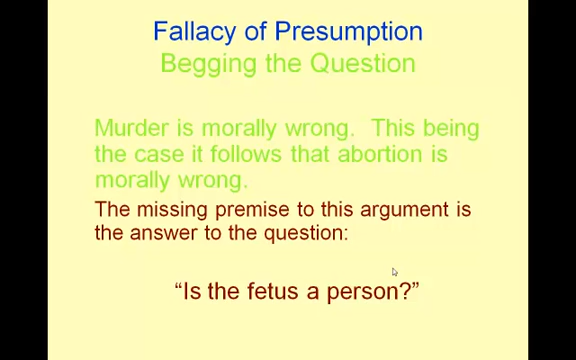 Fallacy of Presumption
Begging the Question
Murder is morally wrong.  This being
the case it follows that abortion is
morally wrong.
The missing premise to this argument is
the answer to the question:
“Is the fetus a person?”